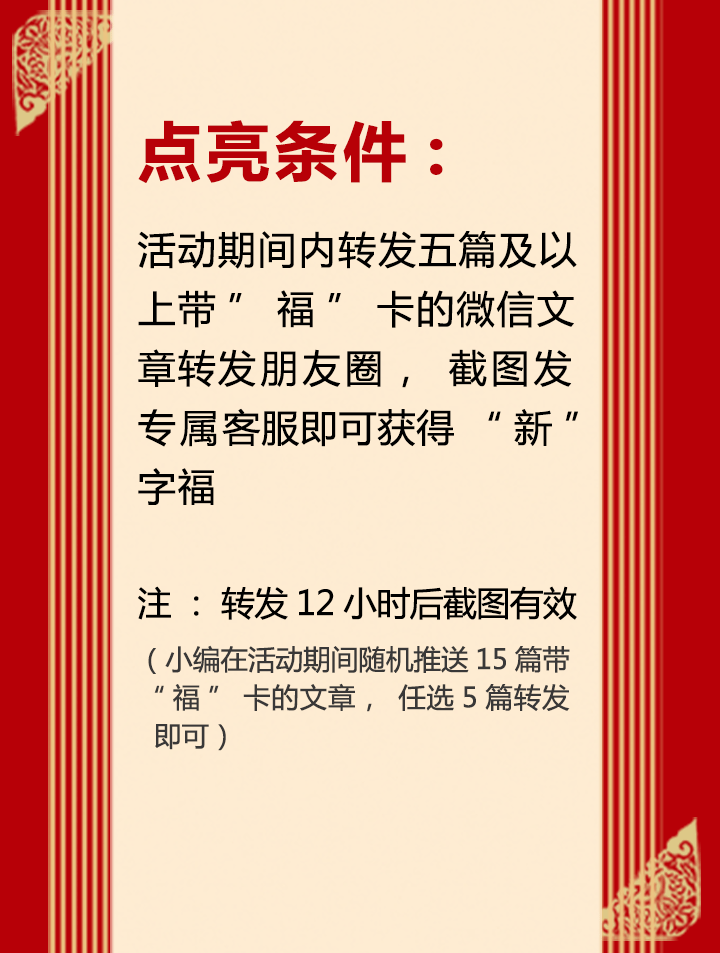 点亮条件：
活动期间内转发五篇及以
上带” 福” 卡的微信文
章转发朋友圈， 截图发
专属客服即可获得 “新”
字福
注 ：转发 12 小时后截图有效
（小编在活动期间随机推送 15 篇带
“福” 卡的文章， 任选 5 篇转发
即可）